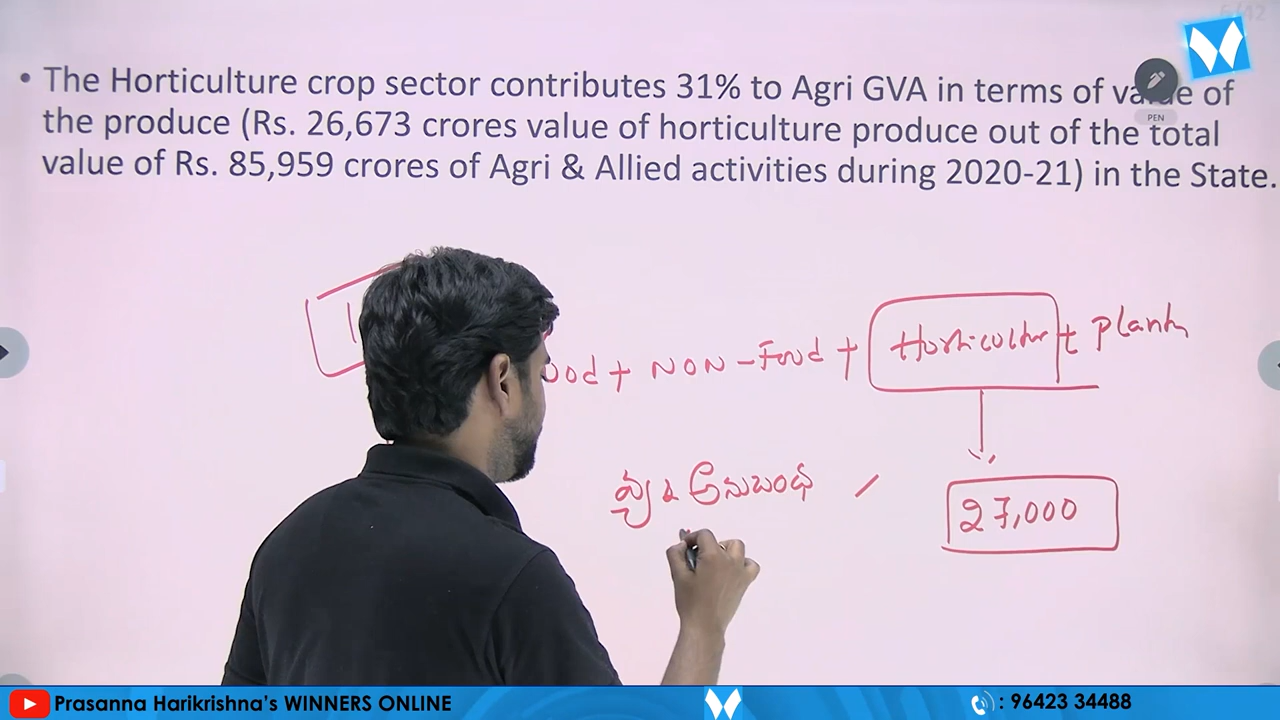 6/42
• The Horticulture crop sector contributes 31% to Agri GVA in terms of value of
the produce (Rs. 26,673 crores value of horticulture produce out of the total
value of Rs. 85,959 crores of Agri & Allied activities during 2020-21) in the State.
PEN
+ NON-Food + Horticulture + plants
అనుబంధ
27,000
Prasanna Harikrishna's WINNERS ONLINE
: 96423 34488